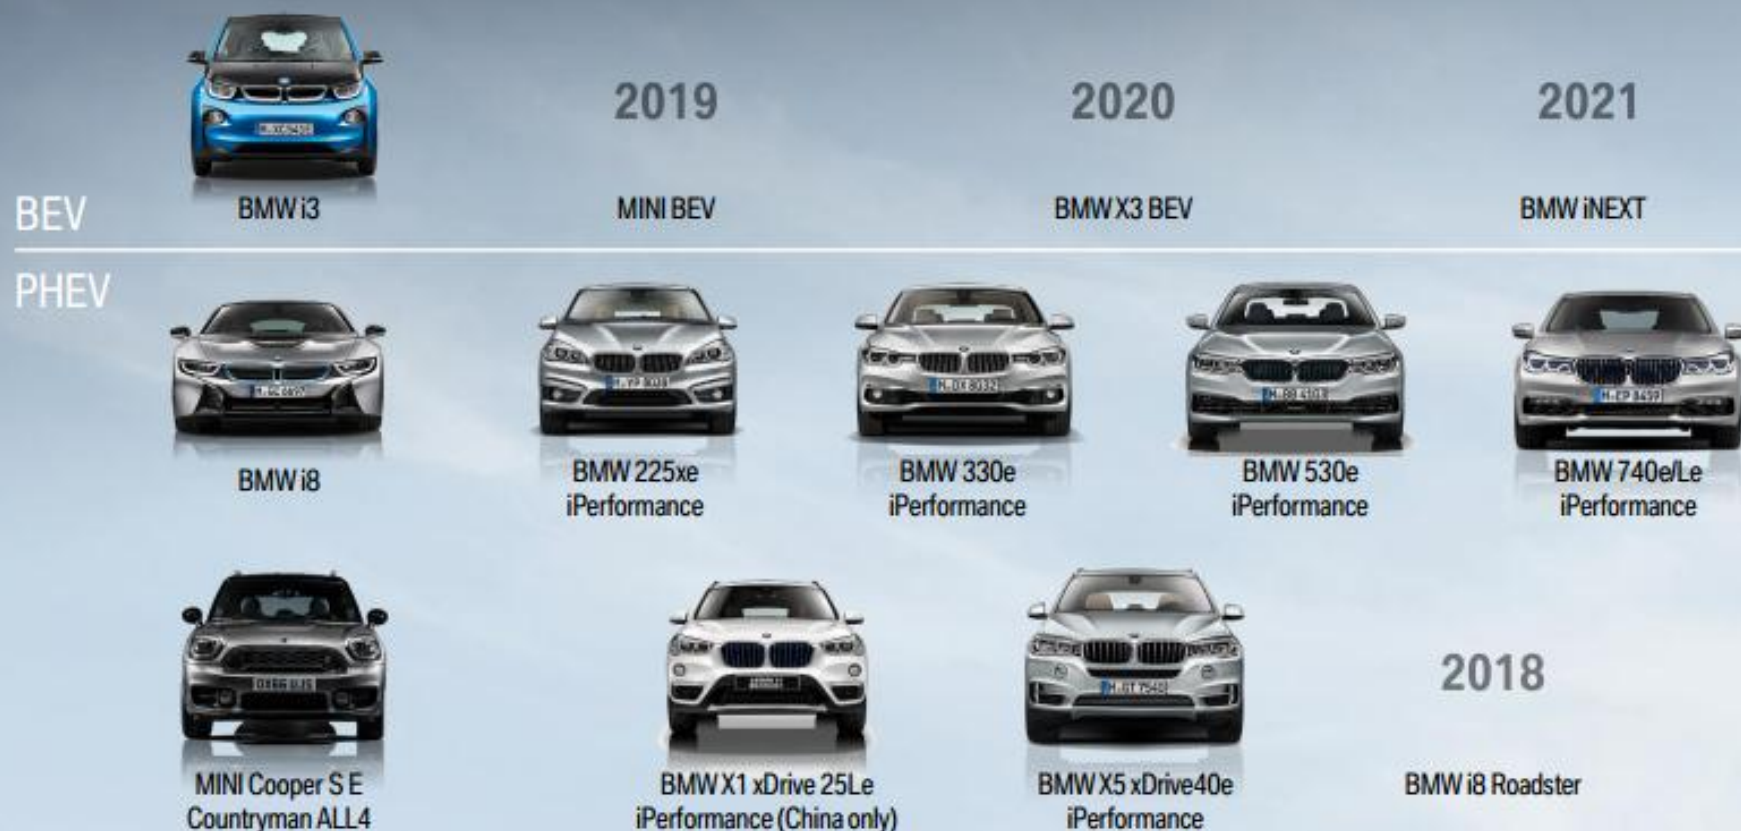 2019
2020
2021
BEV
BMW i3
MINI BEV
BMW X3 BEV
BMW iNEXT
PHEV
BMW i8
BMW 225xe
iPerformance
BMW 330e
iPerformance
BMW 530e
iPerformance
BMW 740e/Le
iPerformance
2018
MINI Cooper S E
Countryman ALL4
BMW X1 xDrive 25Le
iPerformance (China only)
BMW X5 xDrive40e
iPerformance
BMW i8 Roadster